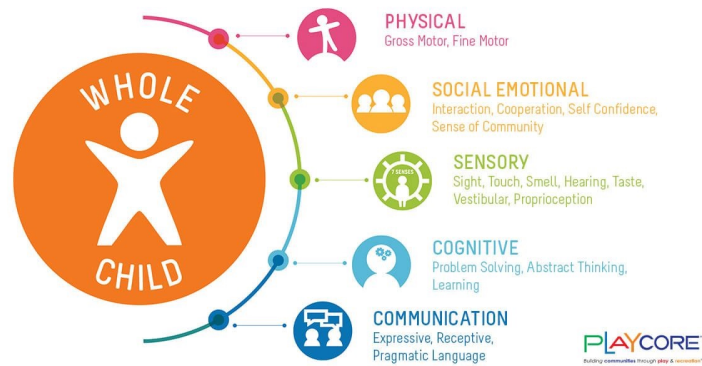 WHOLE
CHILD
PHYSICAL
Gross Motor, Fine Motor
SOCIAL EMOTIONAL
Interaction, Cooperation, Self Confidence,
Sense of Community
7 SENSES
SENSORY
Sight, Touch, Smell, Hearing, Taste,
Vestibular, Proprioception
COGNITIVE
Problem Solving, Abstract Thinking,
Learning
COMMUNICATION
Expressive, Receptive,
Pragmatic Language
PLAYCORE
Building communities through play & recreation